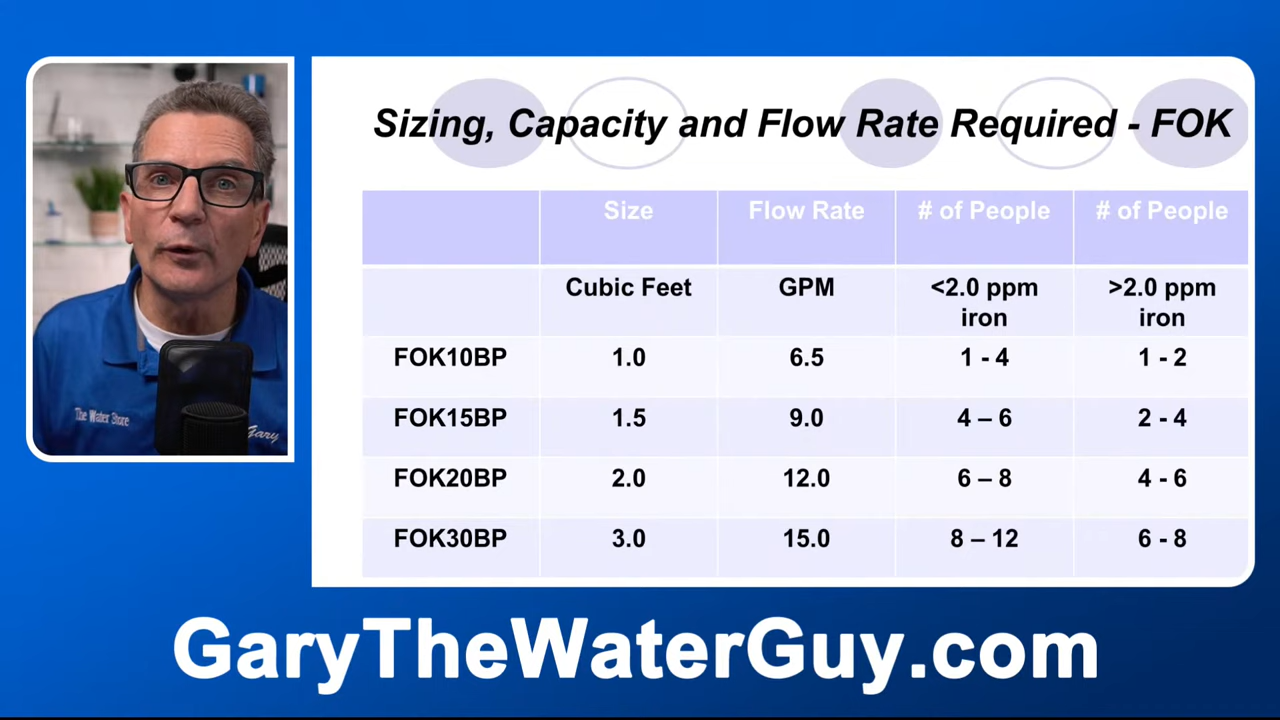 Sizing, Capacity and Flow Rate Required - FOK
Size Flow Rate # of People # of People
Cubic Feet GPM <2.0 ppm iron >2.0 ppm iron
FOK10BP 1.0 6.5 1 - 4 1 - 2
FOK15BP 1.5 9.0 4 – 6 2 - 4
FOK20BP 2.0 12.0 6 – 8 4 - 6
FOK30BP 3.0 15.0 8 – 12 6 - 8
The Water Store
Gary
GaryTheWaterGuy.com